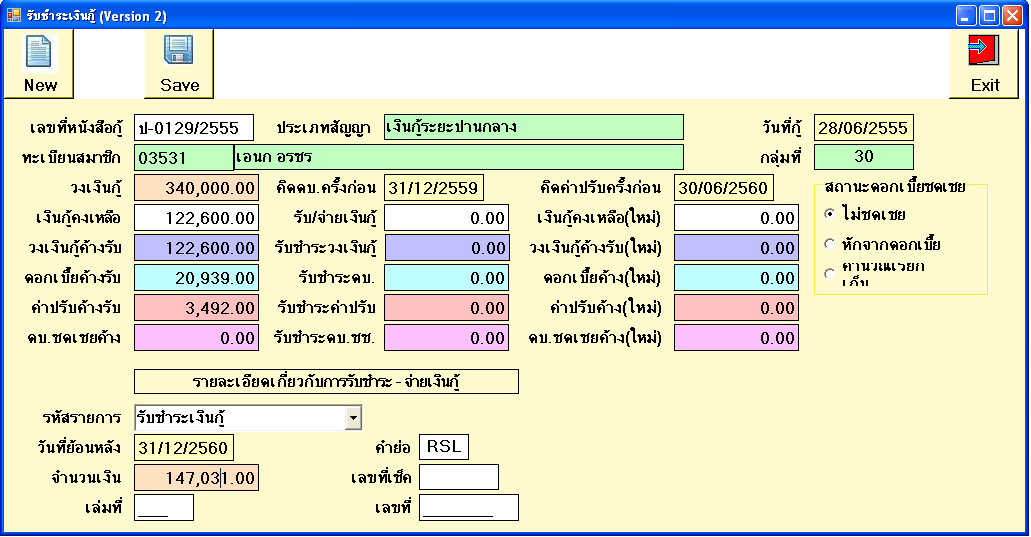 รับชำระเงินกู้ (Version 2)
New Save Exit
เลขที่หนังสือกู้ ป-0129/2555 ประเภทสัญญา เงินกู้ระยะปานกลาง วันที่กู้ 28/06/2555
ทะเบียนสมาชิก 03531 เอนก อรชร กลุ่มที่ 30
วงเงินกู้ 340,000.00 คิดดบ.ครั้งก่อน 31/12/2559 คิดค่าปรับครั้งก่อน 30/06/2560 สถานะดอกเบี้ยชดเชย
เงินกู้คงเหลือ 122,600.00 รับ/จ่ายเงินกู้ 0.00 เงินกู้คงเหลือ(ใหม่) 0.00 ไม่ชดเชย
วงเงินกู้ค้างรับ 122,600.00 รับชำระวงเงินกู้ 0.00 วงเงินกู้ค้างรับ(ใหม่) 0.00 หักจากดอกเบี้ย
ดอกเบี้ยค้างรับ 20,939.00 รับชำระดบ. 0.00 ดอกเบี้ยค้าง(ใหม่) 0.00 คำนวณเรียก
เก็บ
ค่าปรับค้างรับ 3,492.00 รับชำระค่าปรับ 0.00 ค่าปรับค้าง(ใหม่) 0.00
ดบ.ชดเชยค้าง 0.00 รับชำระดบ.ชช. 0.00 ดบ.ชดเชยค้าง(ใหม่) 0.00
รายละเอียดเกี่ยวกับการรับชำระ - จ่ายเงินกู้
รหัสรายการ รับชำระเงินกู้
วันที่ย้อนหลัง 31/12/2560 คำย่อ RSL
จำนวนเงิน 147,031.00 เลขที่เช็ค
เล่มที่ ____ เลขที่ ________